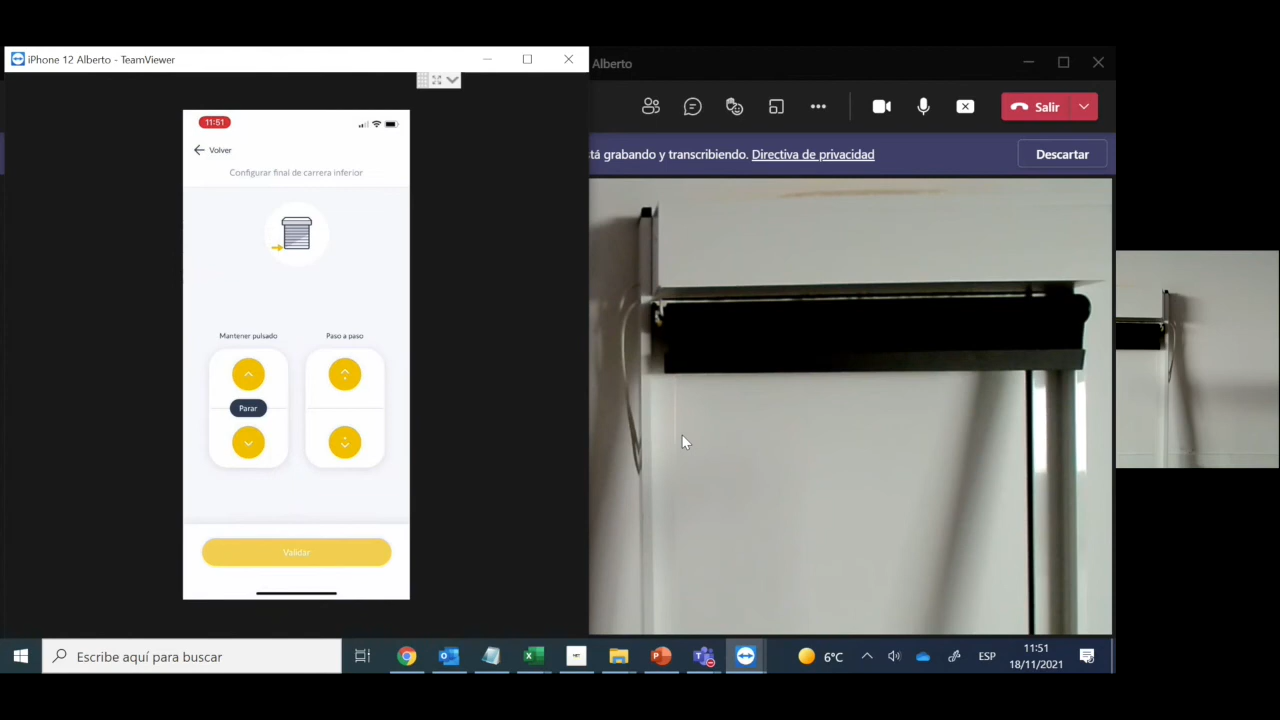 iPhone 12 Alberto - TeamViewer
Alberto
11:51
Volver
Configurar final de carrera inferior
Mantener pulsado
Paso a paso
Parar
Validar
Salir
tá grabando y transcribiendo. Directiva de privacidad
Descartar
Escribe aquí para buscar
6°C
ESP
11:51
18/11/2021